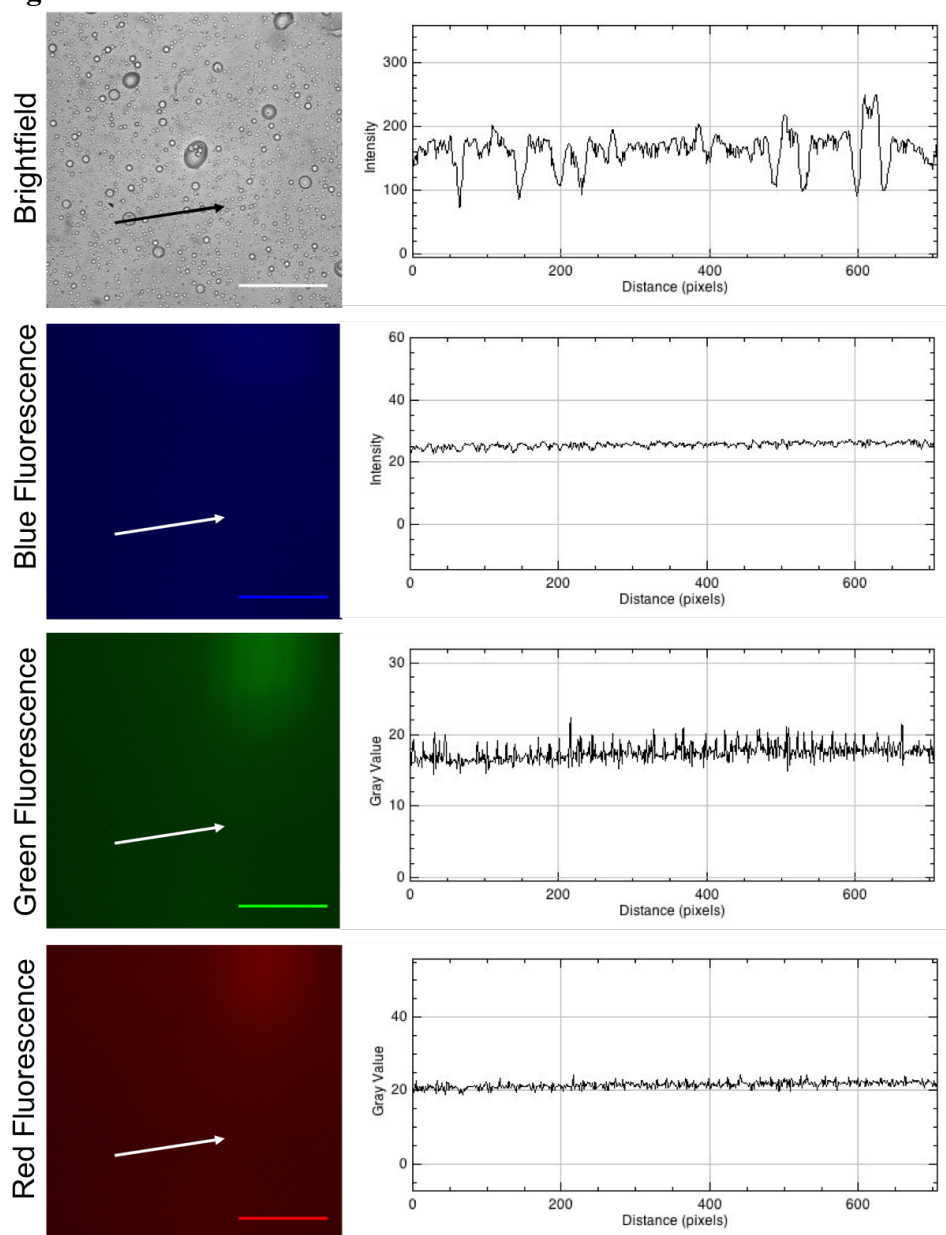 Brightfield
300
200
100
0
Intensity
0 200 400 600
Distance (pixels)
Blue Fluorescence
60
40
20
0
Intensity
0 200 400 600
Distance (pixels)
Green Fluorescence
30
20
10
0
Gray Value
0 200 400 600
Distance (pixels)
Red Fluorescence
40
20
0
Gray Value
0 200 400 600
Distance (pixels)